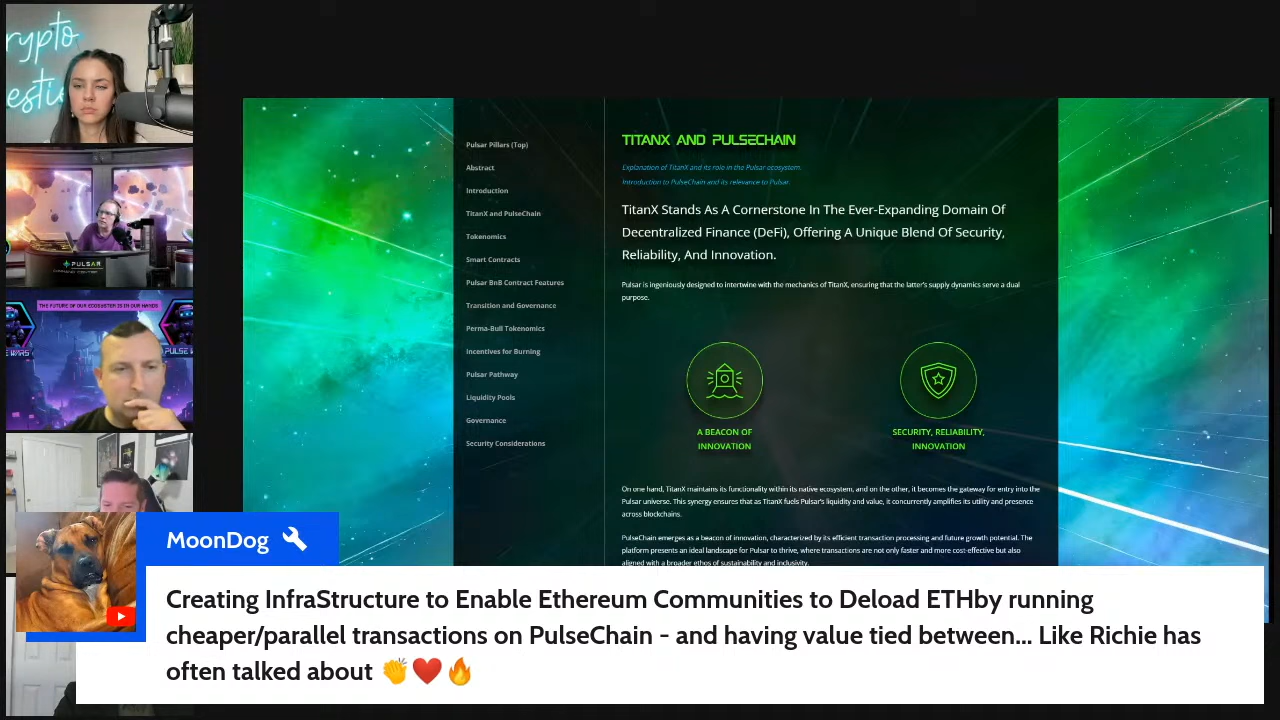 rypto
estie
PULSAR
THE FUTURE OF OUR ECOSYSTEM IS IN OUR HANDS
E WARS
PULSE W
Pulsar Pillars (Top)
Abstract
Introduction
TitanX and PulseChain
Tokenomics
Smart Contracts
Pulsar BnB Contract Features
Transition and Governance
Perma-Bull Tokenomics
Incentives for Burning
Pulsar Pathway
Liquidity Pools
Governance
Security Considerations
TITANX AND PULSECHAIN
Explanation of TitanX and its role in the Pulsar ecosystem.
Introduction to PulseChain and its relevance to Pulsar.
TitanX Stands As A Cornerstone In The Ever-Expanding Domain Of
Decentralized Finance (DeFi), Offering A Unique Blend Of Security,
Reliability, And Innovation.
Pulsar is ingeniously designed to intertwine with the mechanics of TitanX, ensuring that the latter's supply dynamics serve a dual
purpose.
A BEACON OF
INNOVATION
SECURITY, RELIABILITY,
INNOVATION
On one hand, TitanX maintains its functionality within its native ecosystem, and on the other, it becomes the gateway for entry into the
Pulsar universe. This synergy ensures that as TitanX fuels Pulsar's liquidity and value, it concurrently amplifies its utility and presence
across blockchains.
PulseChain emerges as a beacon of innovation, characterized by its efficient transaction processing and future growth potential. The
platform presents an ideal landscape for Pulsar to thrive, where transactions are not only faster and more cost-effective but also
aligned with a broader ethos of sustainability and inclusivity.
MoonDog
Creating InfraStructure to Enable Ethereum Communities to Deload ETHby running
cheaper/parallel transactions on PulseChain - and having value tied between... Like Richie has
often talked about 👏❤️🔥